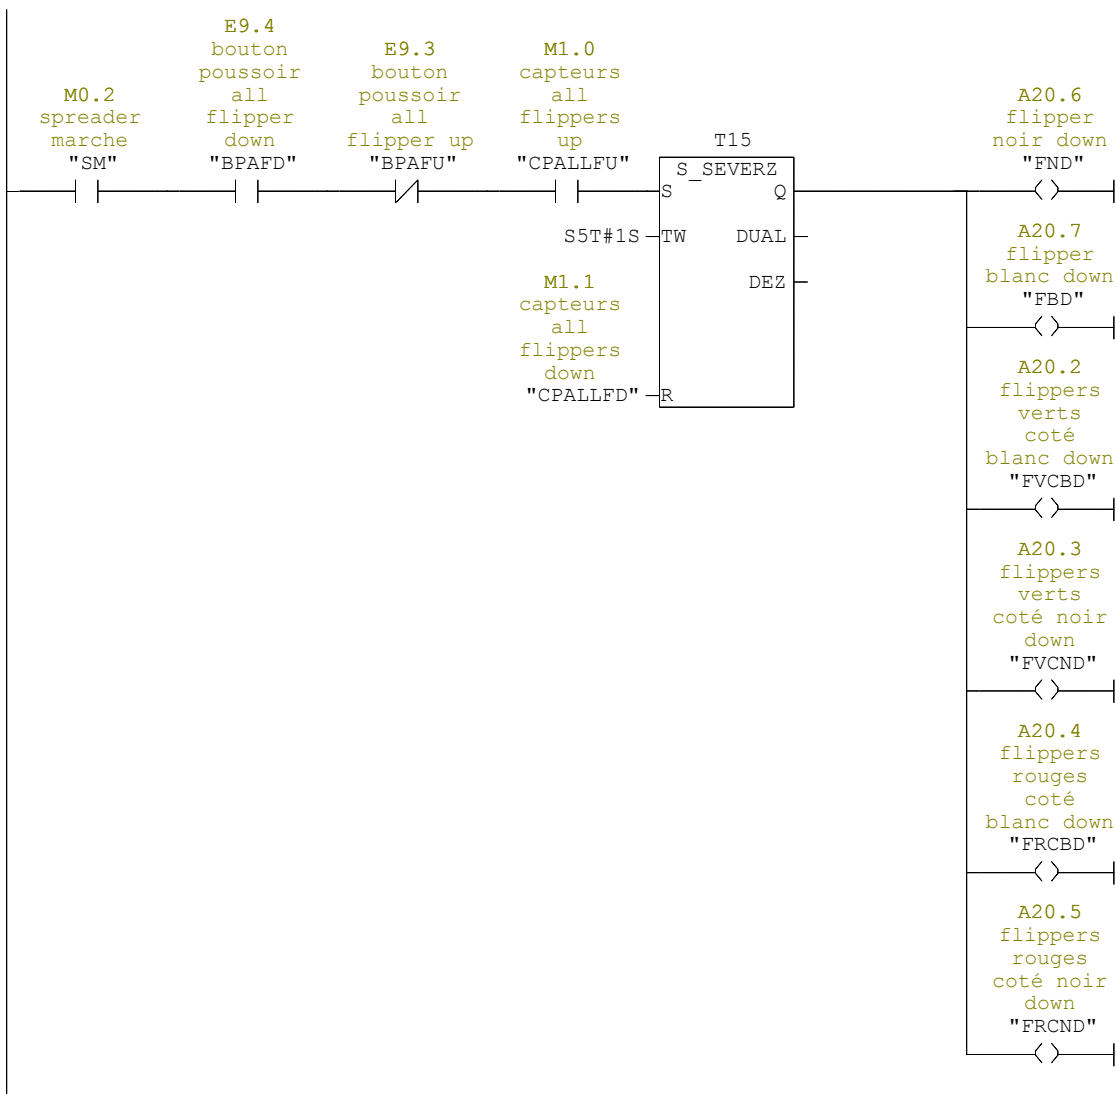 E9.4
bouton
poussoir
all
flipper
down
"BPAFD"
M0.2
spreader
marche
"SM"
E9.3
bouton
poussoir
all
flipper up
"BPAFU"
M1.0
capteurs
all
flippers
up
"CPALLFU"
T15
S_SEVERZ
S
Q
S5T#1S
TW
DUAL
DEZ
M1.1
capteurs
all
flippers
down
"CPALLFD"
R
A20.6
flipper
noir down
"FND"
A20.7
flipper
blanc down
"FBD"
A20.2
flippers
verts
coté
blanc down
"FVCBD"
A20.3
flippers
verts
coté noir
down
"FVCND"
A20.4
flippers
rouges
coté
blanc down
"FRCBD"
A20.5
flippers
rouges
coté noir
down
"FRCND"